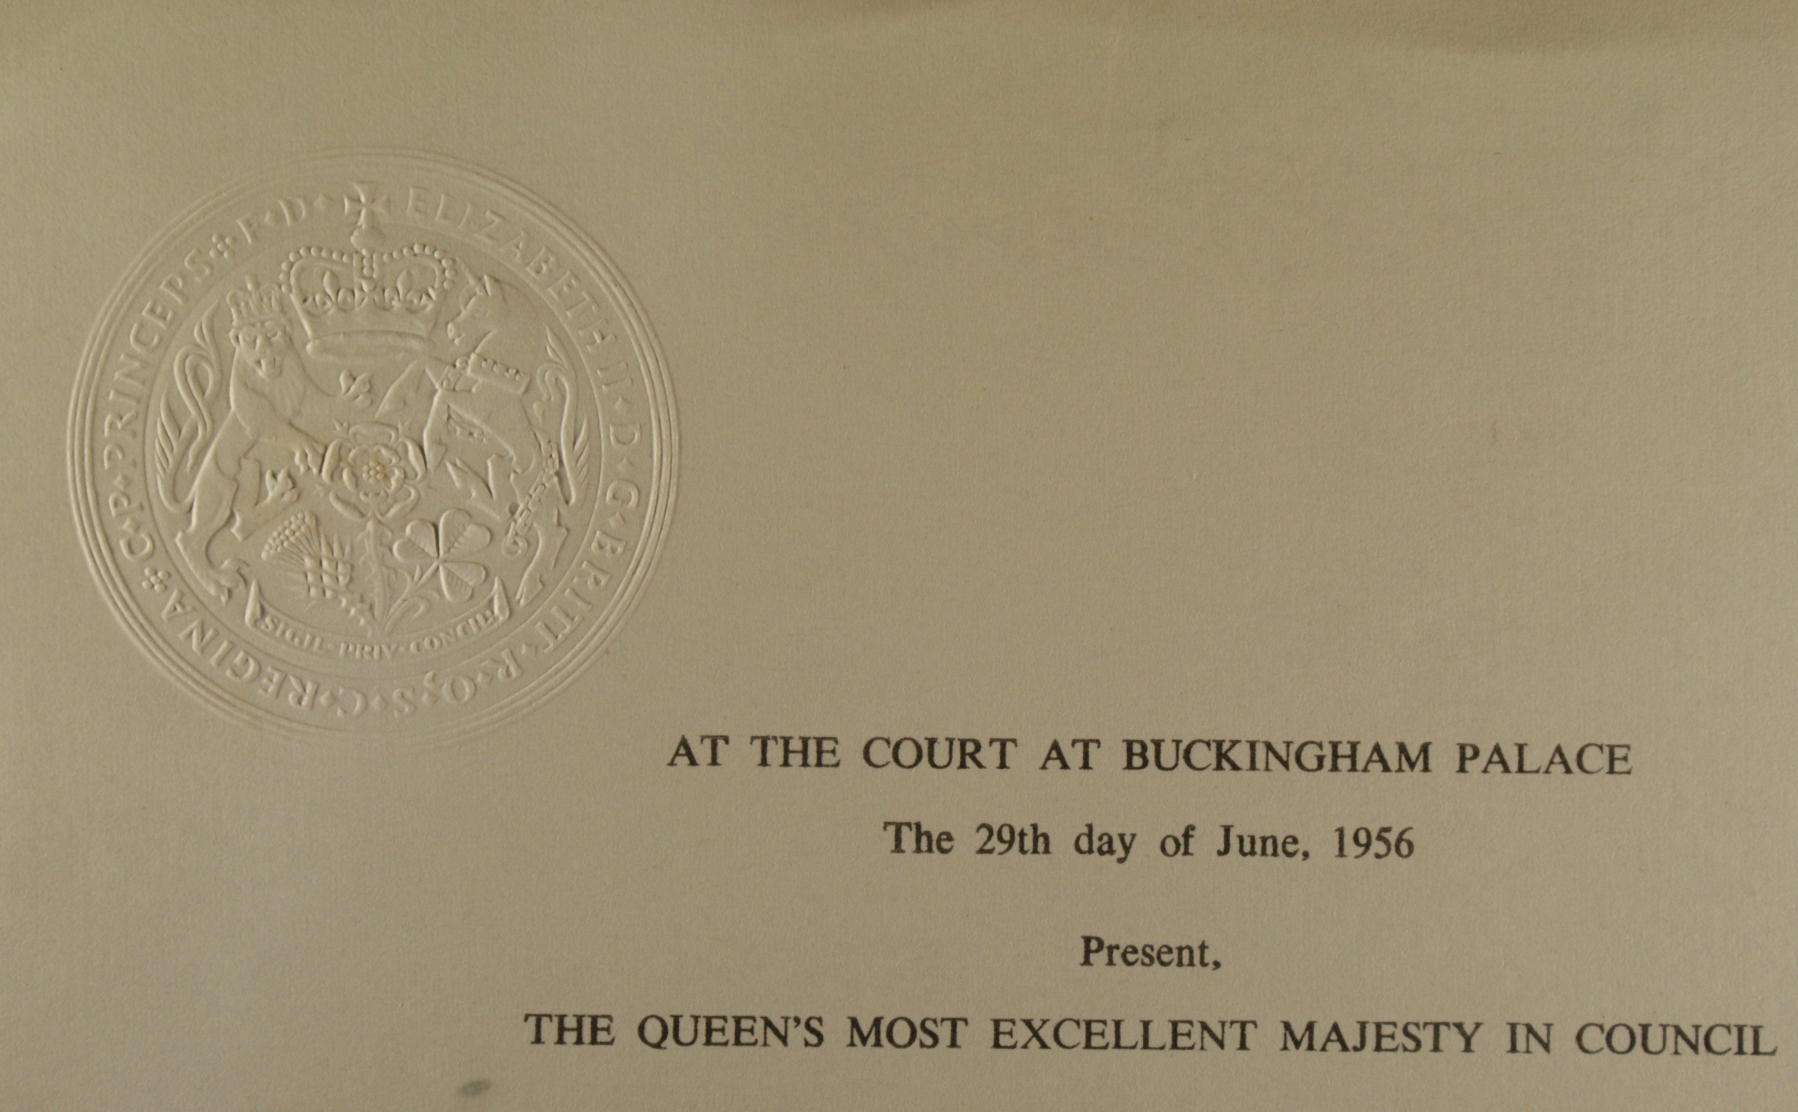 ELIZABETH II · D · G · BRITT · R · Q3 · S · C · REGINA · C · P · PRINCEPS · F · D ·
SIGIL · PRIV · CONCIL
AT THE COURT AT BUCKINGHAM PALACE
The 29th day of June, 1956
Present,
THE QUEEN'S MOST EXCELLENT MAJESTY IN COUNCIL